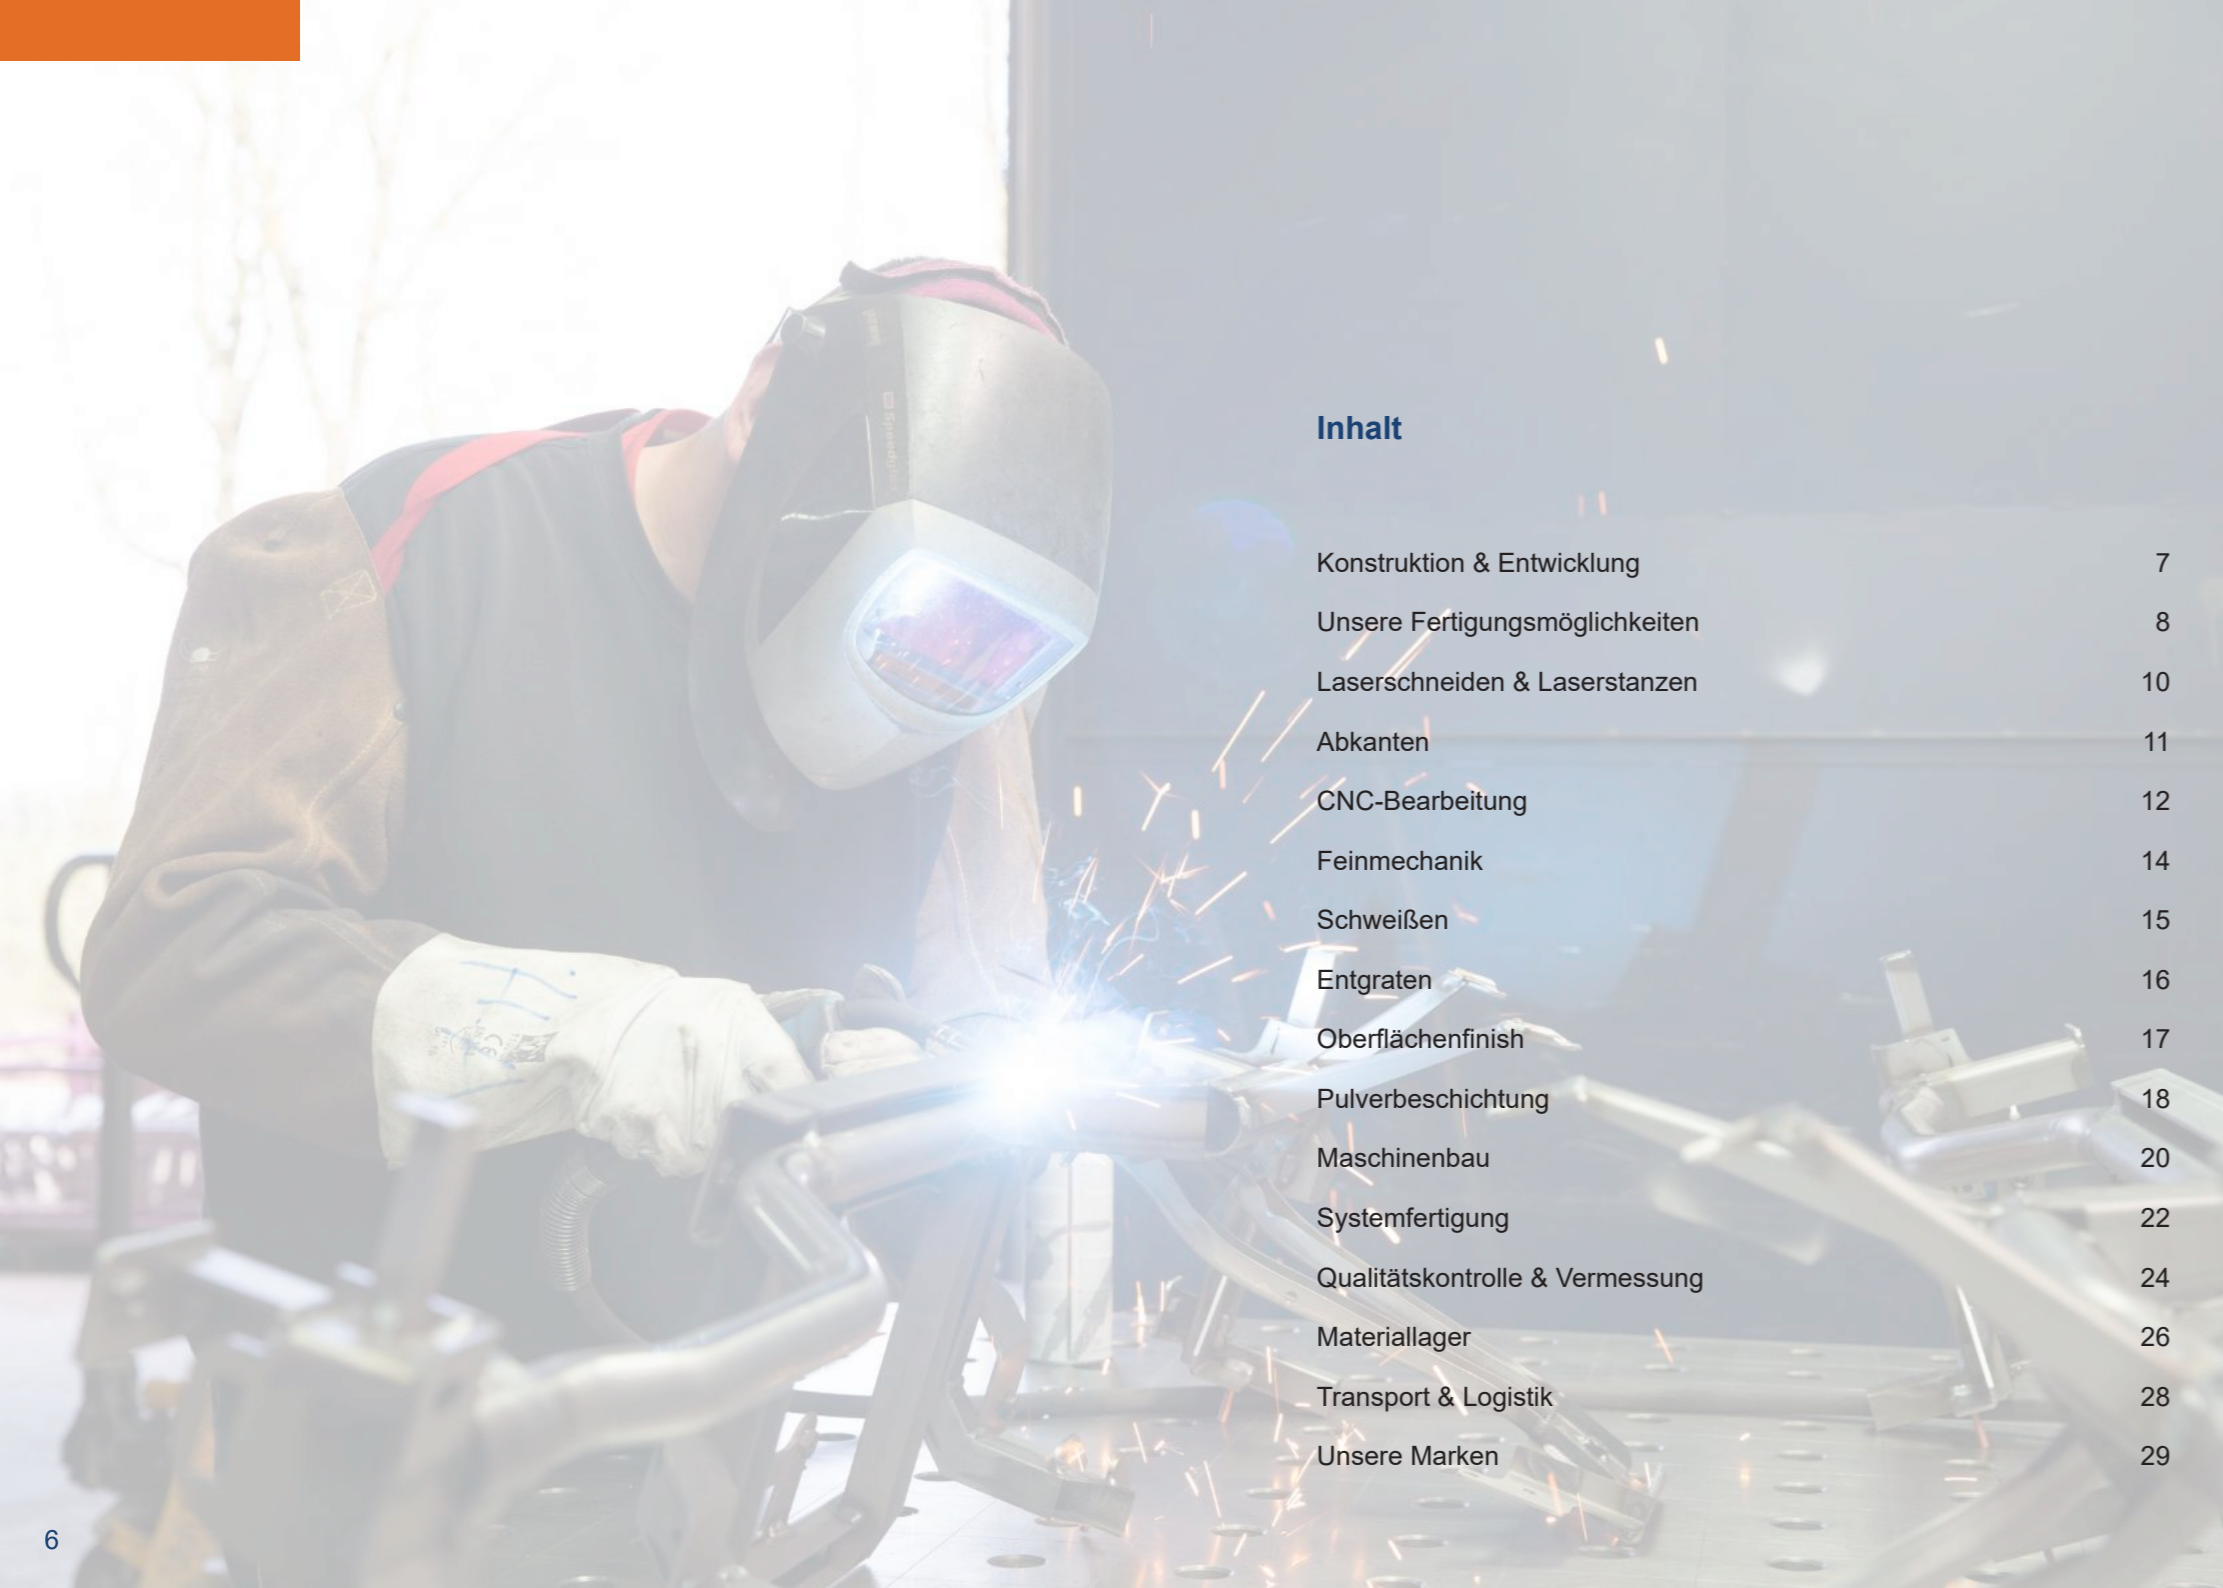 Inhalt
Konstruktion & Entwicklung 7
Unsere Fertigungsmöglichkeiten 8
Laserschneiden & Laserstanzen 10
Abkanten 11
CNC-Bearbeitung 12
Feinmechanik 14
Schweißen 15
Entgraten 16
Oberflächenfinish 17
Pulverbeschichtung 18
Maschinenbau 20
Systemfertigung 22
Qualitätskontrolle & Vermessung 24
Materiallager 26
Transport & Logistik 28
Unsere Marken 29
6